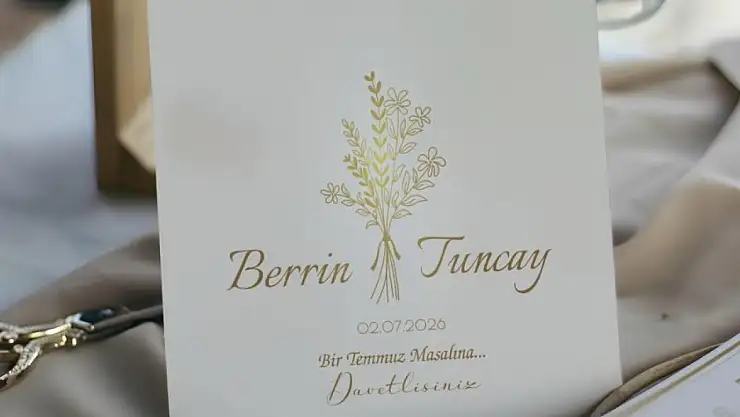 Berrin Tuncay
02.07.2026
Bir Temmuz Masalına...
Davetlisiniz